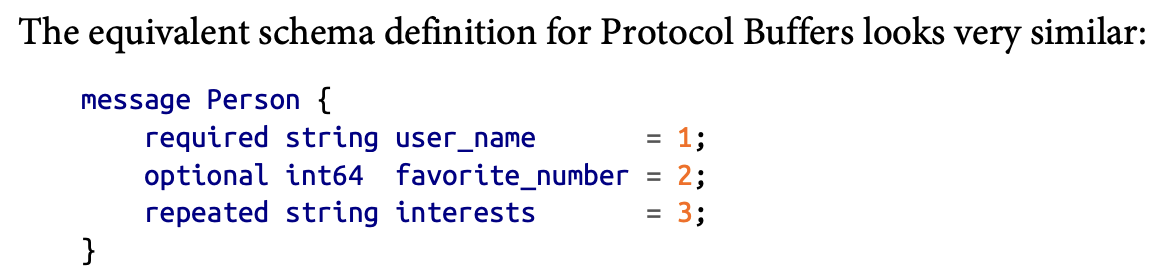 The equivalent schema definition for Protocol Buffers looks very similar:
message Person {
    required string user_name       = 1;
    optional int64  favorite_number = 2;
    repeated string interests       = 3;
}